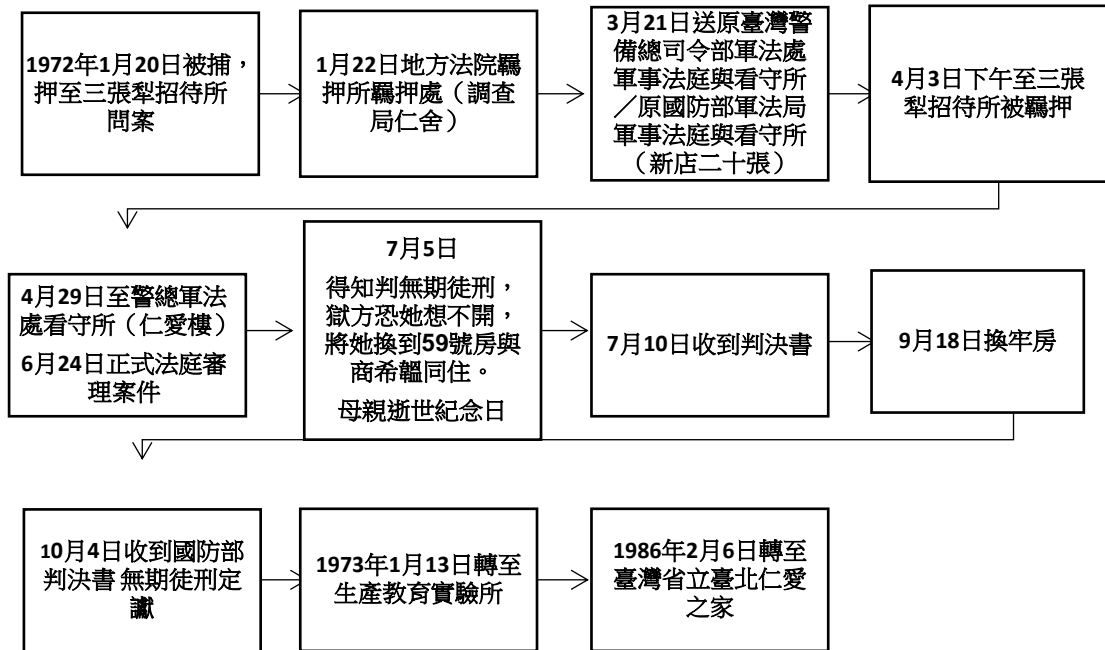 1972年1月20日被捕，
押至三張犁招待所
問案
1月22日地方法院羈
押所羈押處（調查
局仁舍）
3月21日送原臺灣警
備總司令部軍法處
軍事法庭與看守所
／原國防部軍法局
軍事法庭與看守所
（新店二十張）
4月3日下午至三張
犁招待所被羈押
4月29日至警總軍法
處看守所（仁愛樓）
6月24日正式法庭審
理案件
7月5日
得知判無期徒刑，
獄方恐她想不開，
將她換到59號房與
商希韞同住。
母親逝世紀念日
7月10日收到判決書
9月18日換牢房
10月4日收到國防部
判決書 無期徒刑定
讞
1973年1月13日轉至
生產教育實驗所
1986年2月6日轉至
臺灣省立臺北仁愛
之家